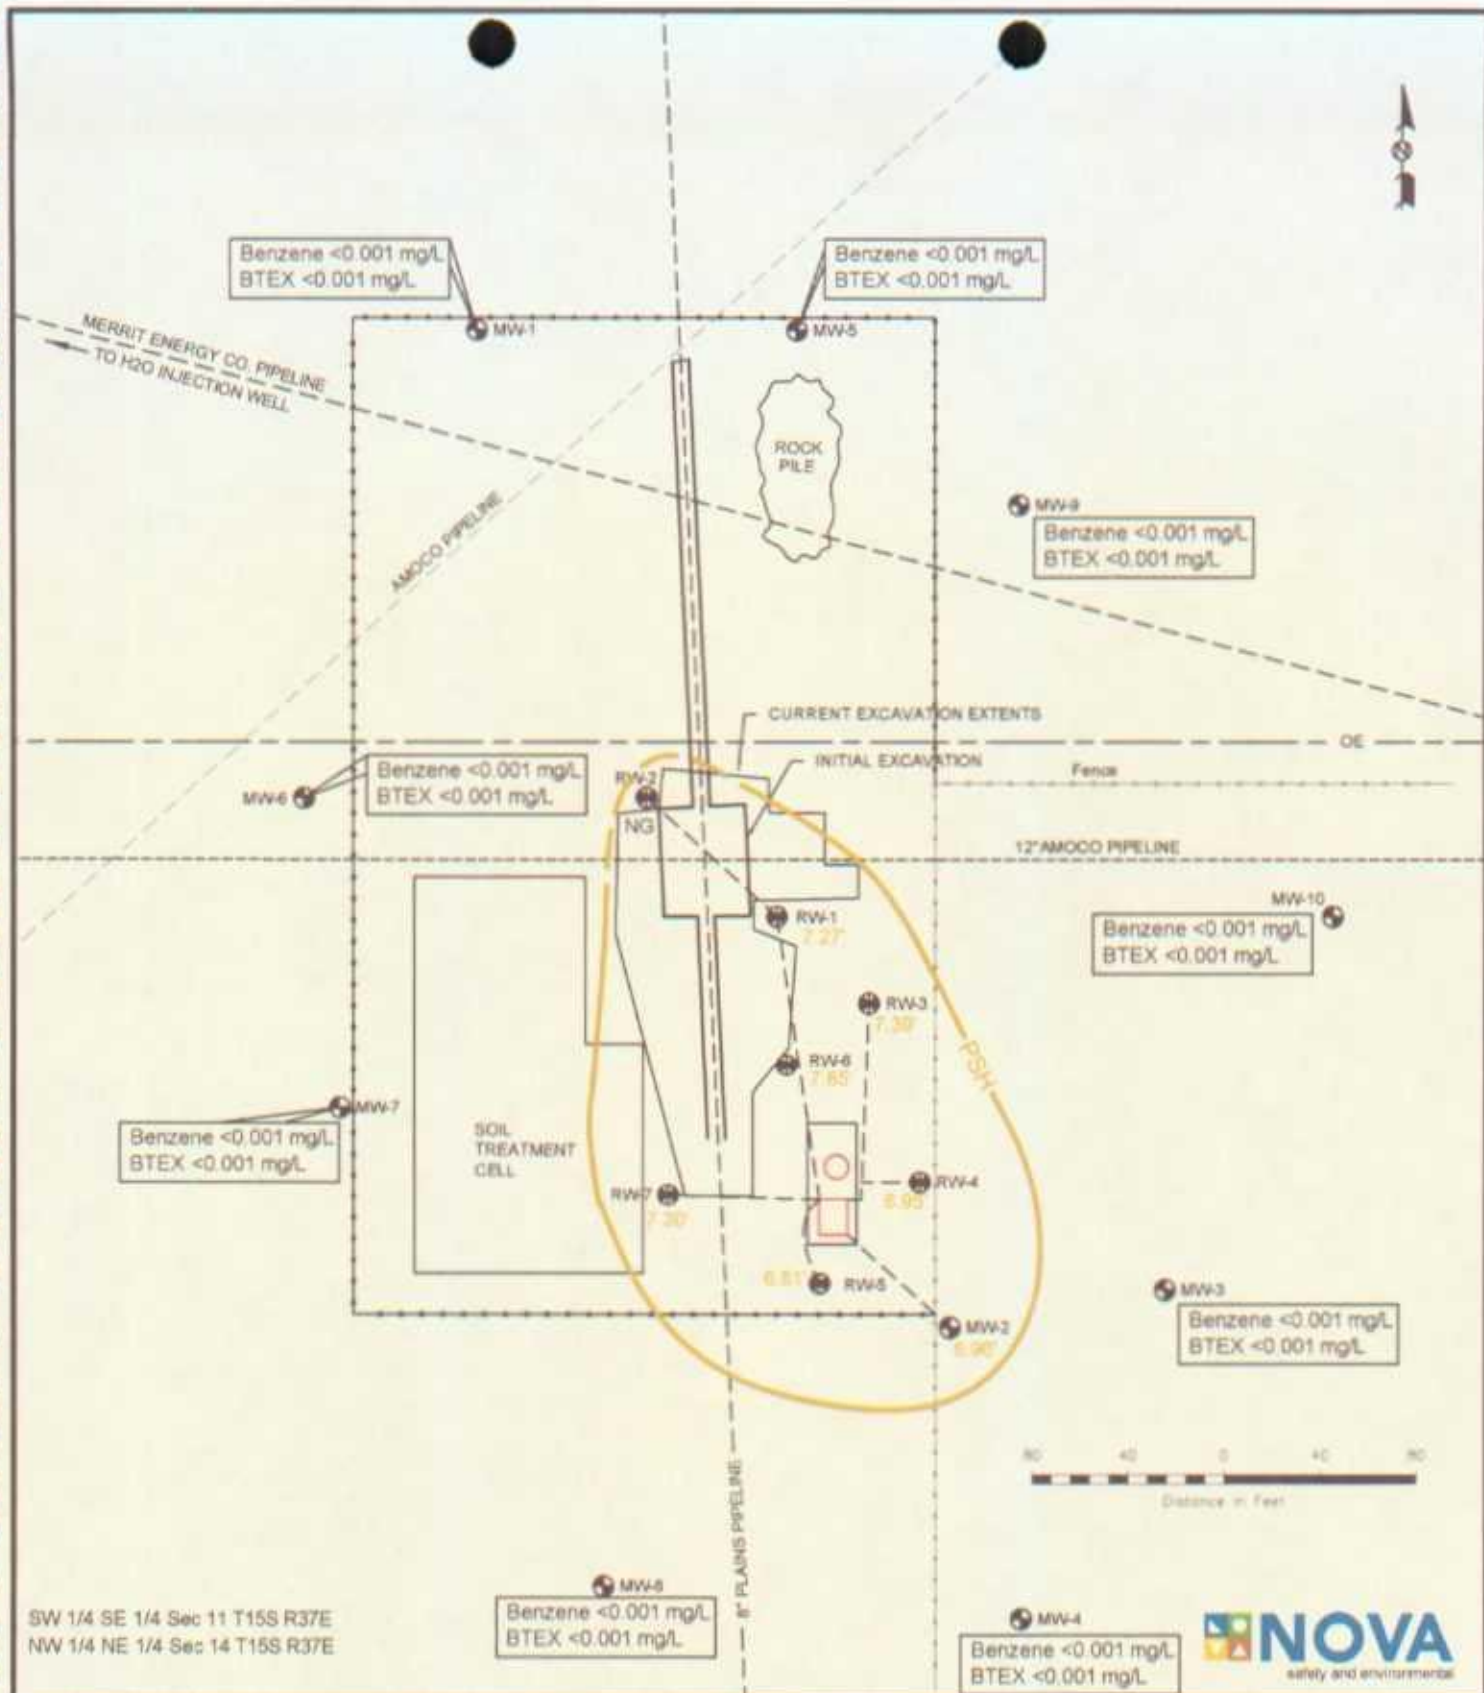 Benzene <0.001 mg/L
BTEX <0.001 mg/L
Benzene <0.001 mg/L
BTEX <0.001 mg/L
MW-1
MW-5
MERRIT ENERGY CO. PIPELINE
TO H2O INJECTION WELL
ROCK
PILE
AMOCO PIPELINE
MW-9
Benzene <0.001 mg/L
BTEX <0.001 mg/L
CURRENT EXCAVATION EXTENTS
OE
INITIAL EXCAVATION
Fence
MW-6
Benzene <0.001 mg/L
BTEX <0.001 mg/L
RW-2
NG
12" AMOCO PIPELINE
MW-10
Benzene <0.001 mg/L
BTEX <0.001 mg/L
RW-1
7.27'
RW-3
7.39'
PSH
RW-6
7.65'
MW-7
Benzene <0.001 mg/L
BTEX <0.001 mg/L
SOIL
TREATMENT
CELL
RW-7
7.30'
RW-4
RW-5
MW-3
Benzene <0.001 mg/L
BTEX <0.001 mg/L
MW-2
80 40 0 40 80
Distance in Feet
8" PLAINS PIPELINE
MW-8
Benzene <0.001 mg/L
BTEX <0.001 mg/L
MW-4
Benzene <0.001 mg/L
BTEX <0.001 mg/L
SW 1/4 SE 1/4 Sec 11 T15S R37E
NW 1/4 NE 1/4 Sec 14 T15S R37E
NOVA
safety and environmental